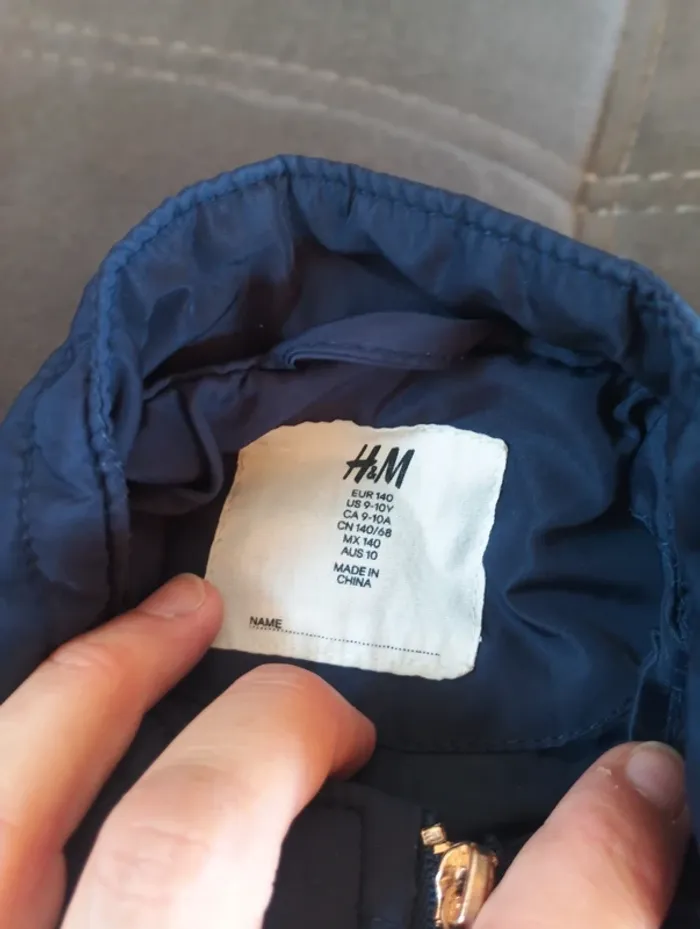 H&M
EUR 140
US 9-10Y
CA 9-10A
CN 140/68
MX 140
AUS 10
MADE IN
CHINA
NAME